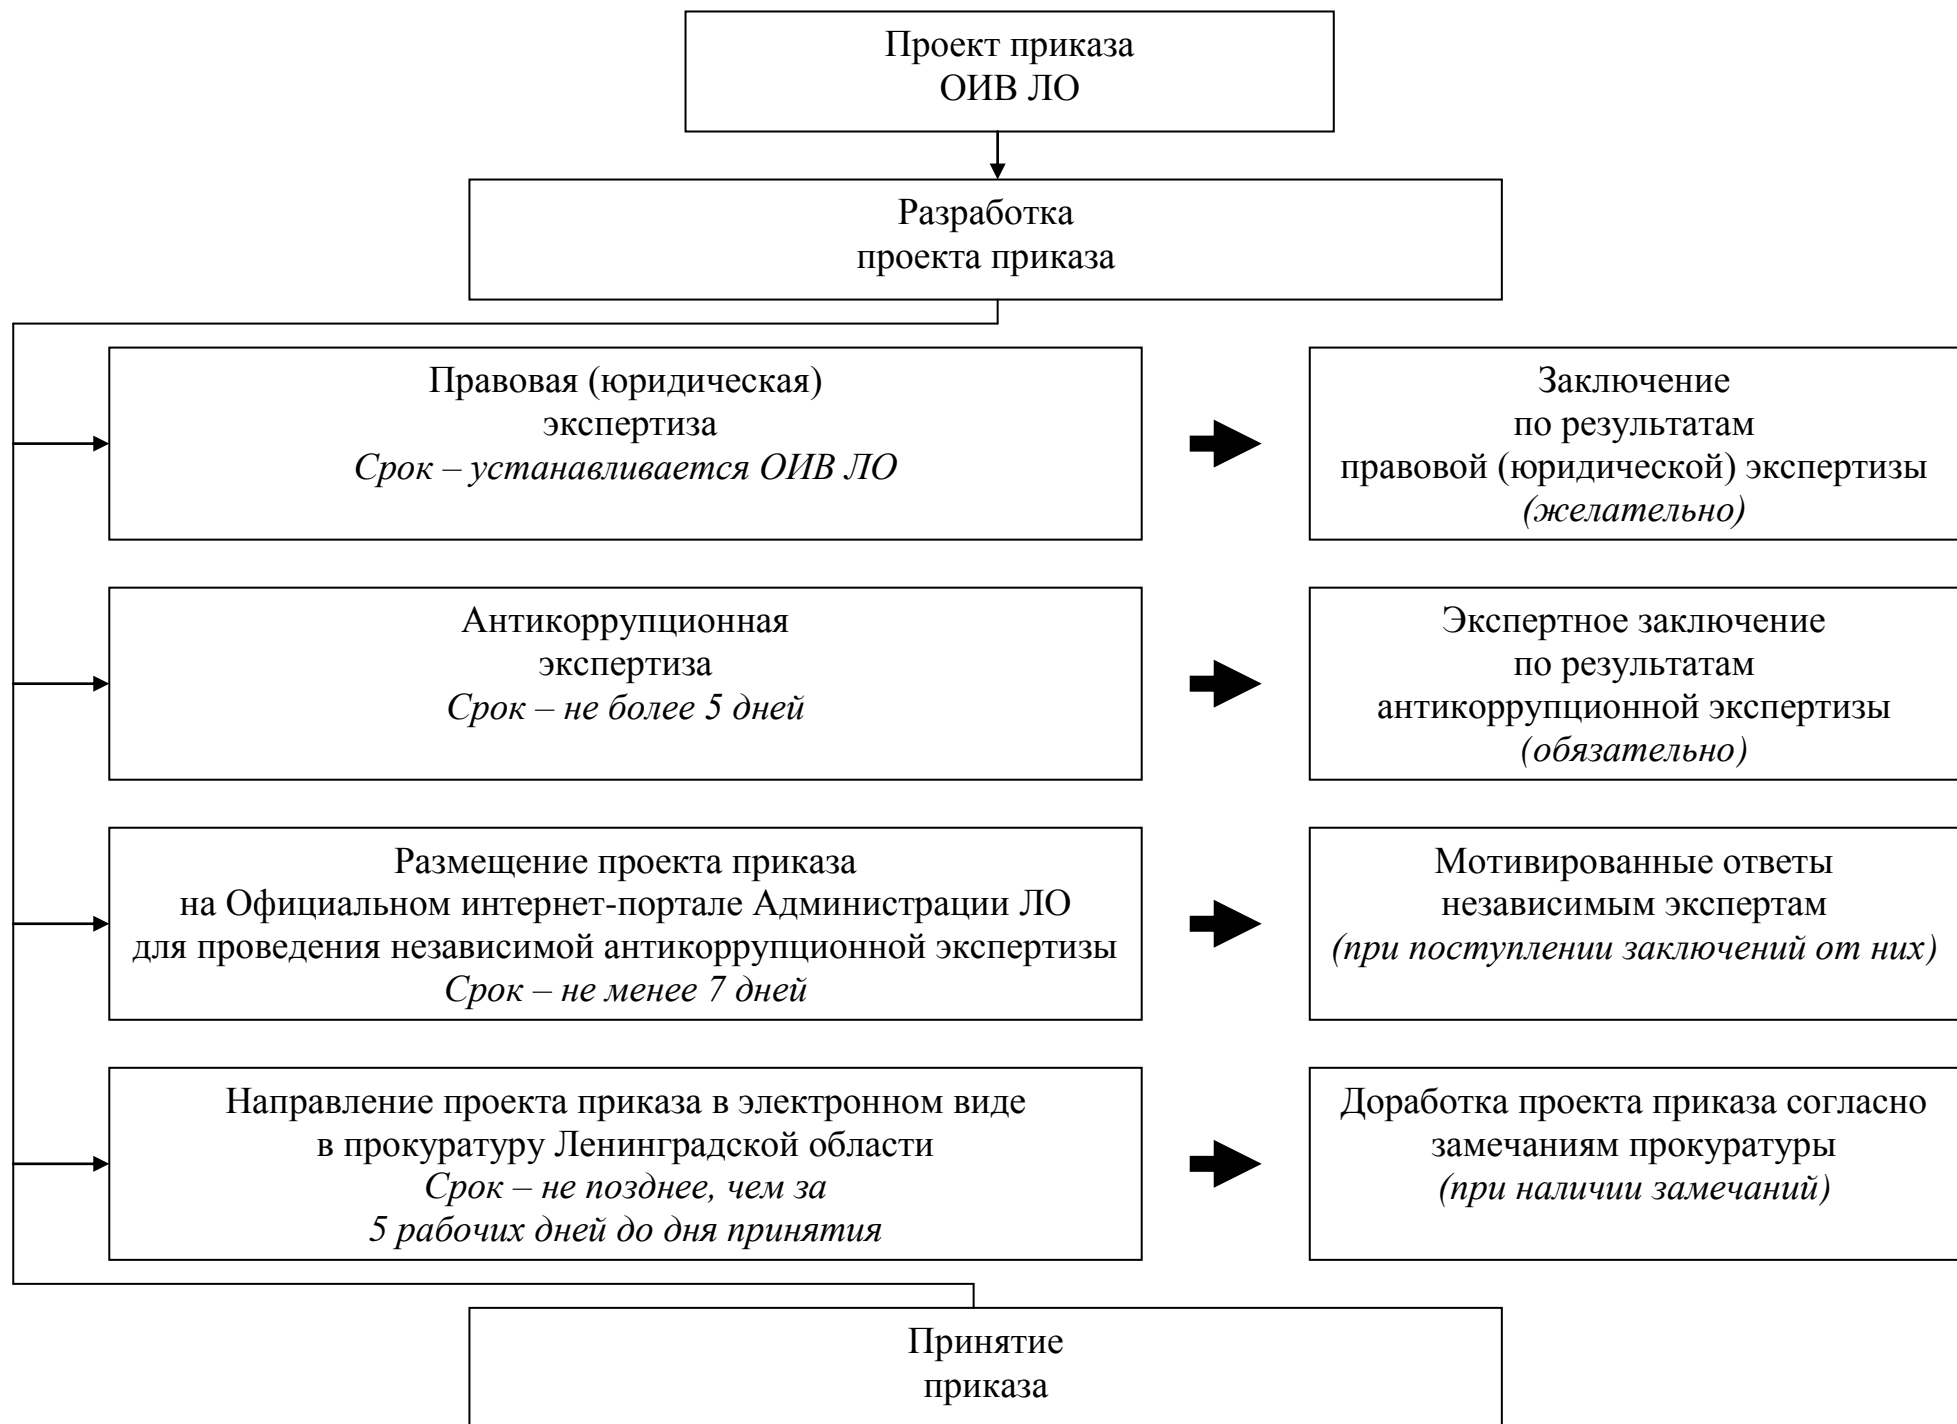 Проект приказа
ОИВ ЛО
Разработка
проекта приказа
Правовая (юридическая)
экспертиза
Срок – устанавливается ОИВ ЛО
Заключение
по результатам
правовой (юридической) экспертизы
(желательно)
Антикоррупционная
экспертиза
Срок – не более 5 дней
Экспертное заключение
по результатам
антикоррупционной экспертизы
(обязательно)
Размещение проекта приказа
на Официальном интернет-портале Администрации ЛО
для проведения независимой антикоррупционной экспертизы
Срок – не менее 7 дней
Мотивированные ответы
независимым экспертам
(при поступлении заключений от них)
Направление проекта приказа в электронном виде
в прокуратуру Ленинградской области
Срок – не позднее, чем за
5 рабочих дней до дня принятия
Доработка проекта приказа согласно
замечаниям прокуратуры
(при наличии замечаний)
Принятие
приказа